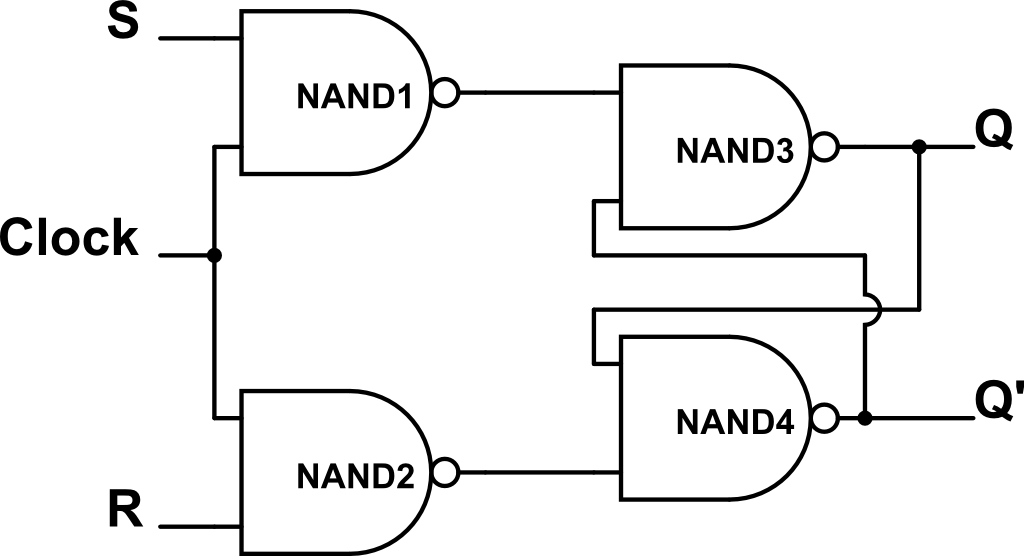 S
NAND1
NAND3
Q
Clock
NAND4
Q'
NAND2
R